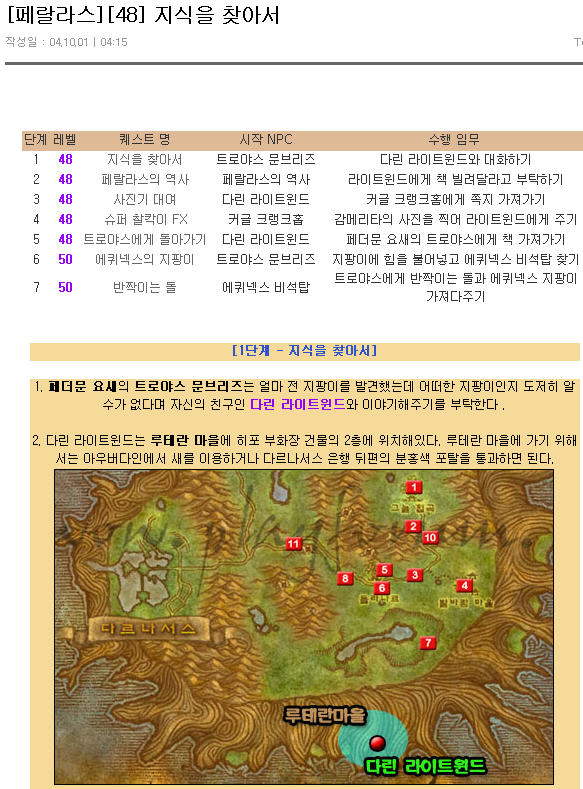 [페랄라스][48] 지식을 찾아서
작성일 : 04.10.01 | 04:15
단계 레벨 퀘스트 명 시작 NPC 수행 임무
1 48 지식을 찾아서 트로야스 문브리즈 다린 라이트윈드와 대화하기
2 48 페랄라스의 역사 페랄라스의 역사 라이트윈드에게 책 빌려달라고 부탁하기
3 48 사진기 대여 다린 라이트윈드 커글 크랭크홈에게 쪽지 가져가기
4 48 슈퍼 찰칵이 FX 커글 크랭크홈 감메리타의 사진을 찍어 라이트윈드에게 주기
5 48 트로야스에게 돌아가기 다린 라이트윈드 페더문 요새의 트로야스에게 책 가져가기
6 50 에퀴넥스의 지팡이 트로야스 문브리즈 지팡이에 힘을 불어넣고 에퀴넥스 비석탑 찾기
7 50 반짝이는 돌 에퀴넥스 비석탑 트로야스에게 반짝이는 돌과 에퀴넥스 지팡이
가져다주기
[1단계 - 지식을 찾아서]
1. 페더문 요새의 트로야스 문브리즈는 얼마 전 지팡이를 발견했는데 어떠한 지팡이인지 도저히 알
수가 없다며 자신의 친구인 다린 라이트윈드와 이야기해주기를 부탁한다 .
2. 다린 라이트윈드는 루테란 마을에 히포 부화장 건물의 2층에 위치해있다. 루테란 마을에 가기 위해
서는 아우버다인에서 새를 이용하거나 다르나서스 은행 뒤편의 분홍색 포탈을 통과하면 된다.
1
그늘 협곡
2
10
11
5
3
8
6
4
돌라나르
별바람 마을
다르나서스
7
루테란마을
다린 라이트윈드